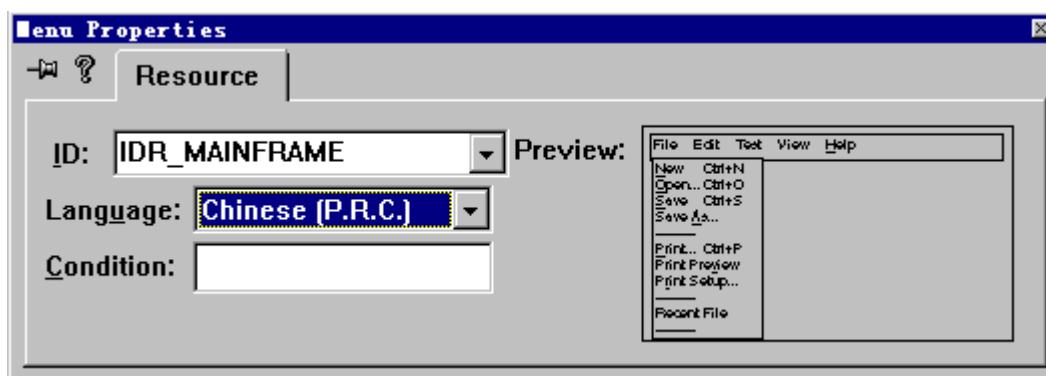 Menu Properties
Resource
ID: IDR_MAINFRAME
Preview:
File Edit Text View Help
New Ctrl+N
Open... Ctrl+O
Save Ctrl+S
Save As...
Print... Ctrl+P
Print Preview
Print Setup...
Recent File
Language: Chinese (P.R.C.)
Condition: